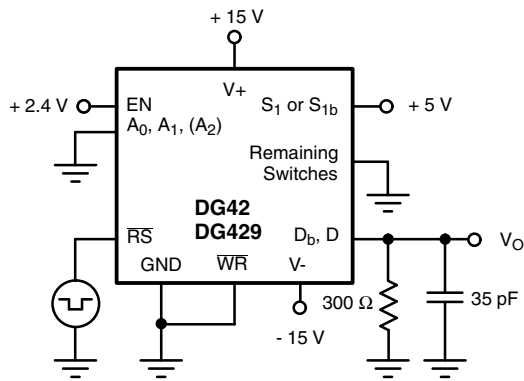 + 15 V
V+
+ 2.4 V
EN
S1 or S1b
+ 5 V
A0, A1, (A2)
Remaining
Switches
DG42
DG429
RS
Db, D
VO
GND
WR
V-
300 Ω
35 pF
- 15 V